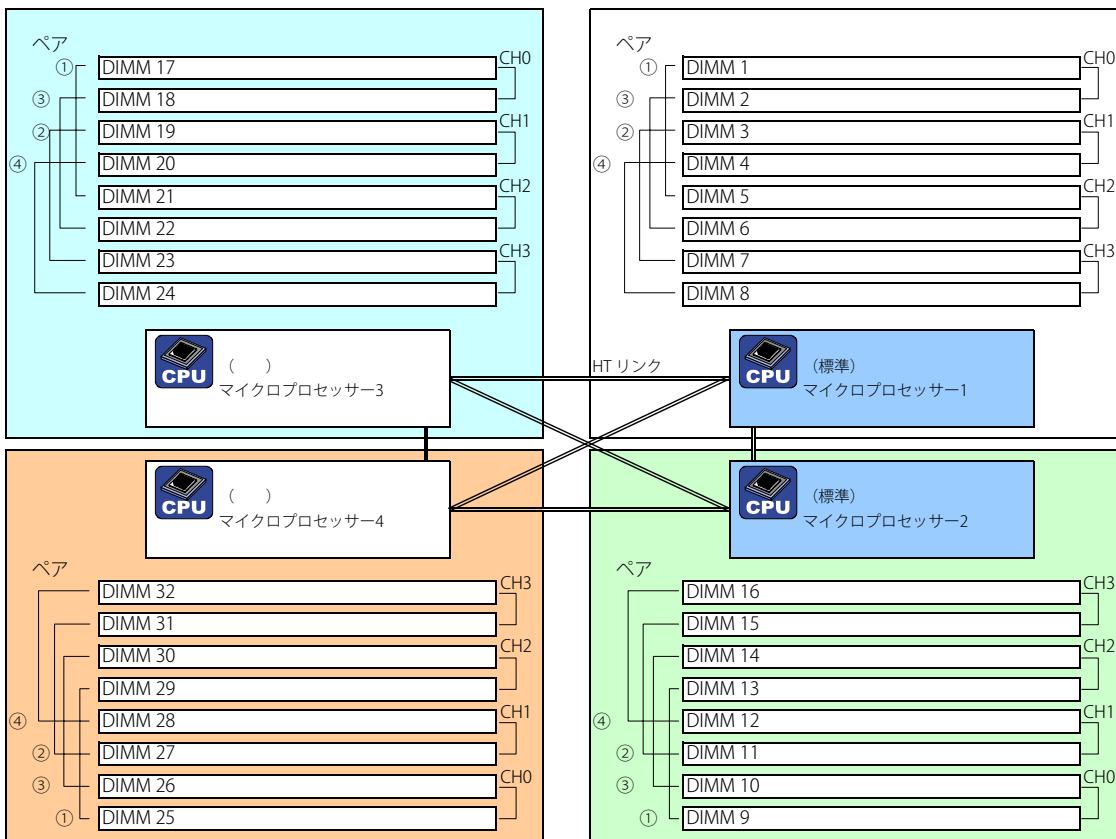 ペア
① DIMM 17 CH0
③ DIMM 18
② DIMM 19 CH1
④ DIMM 20
DIMM 21 CH2
DIMM 22
DIMM 23 CH3
DIMM 24
CPU
（　　）
マイクロプロセッサー3
ペア
① DIMM 1 CH0
③ DIMM 2
② DIMM 3 CH1
④ DIMM 4
DIMM 5 CH2
DIMM 6
DIMM 7 CH3
DIMM 8
HT リンク
CPU
（標準）
マイクロプロセッサー1
CPU
（　　）
マイクロプロセッサー4
ペア
DIMM 32 CH3
DIMM 31
DIMM 30 CH2
DIMM 29
④ DIMM 28 CH1
② DIMM 27
③ DIMM 26 CH0
① DIMM 25
CPU
（標準）
マイクロプロセッサー2
ペア
DIMM 16 CH3
DIMM 15
DIMM 14 CH2
DIMM 13
④ DIMM 12 CH1
② DIMM 11
③ DIMM 10 CH0
① DIMM 9